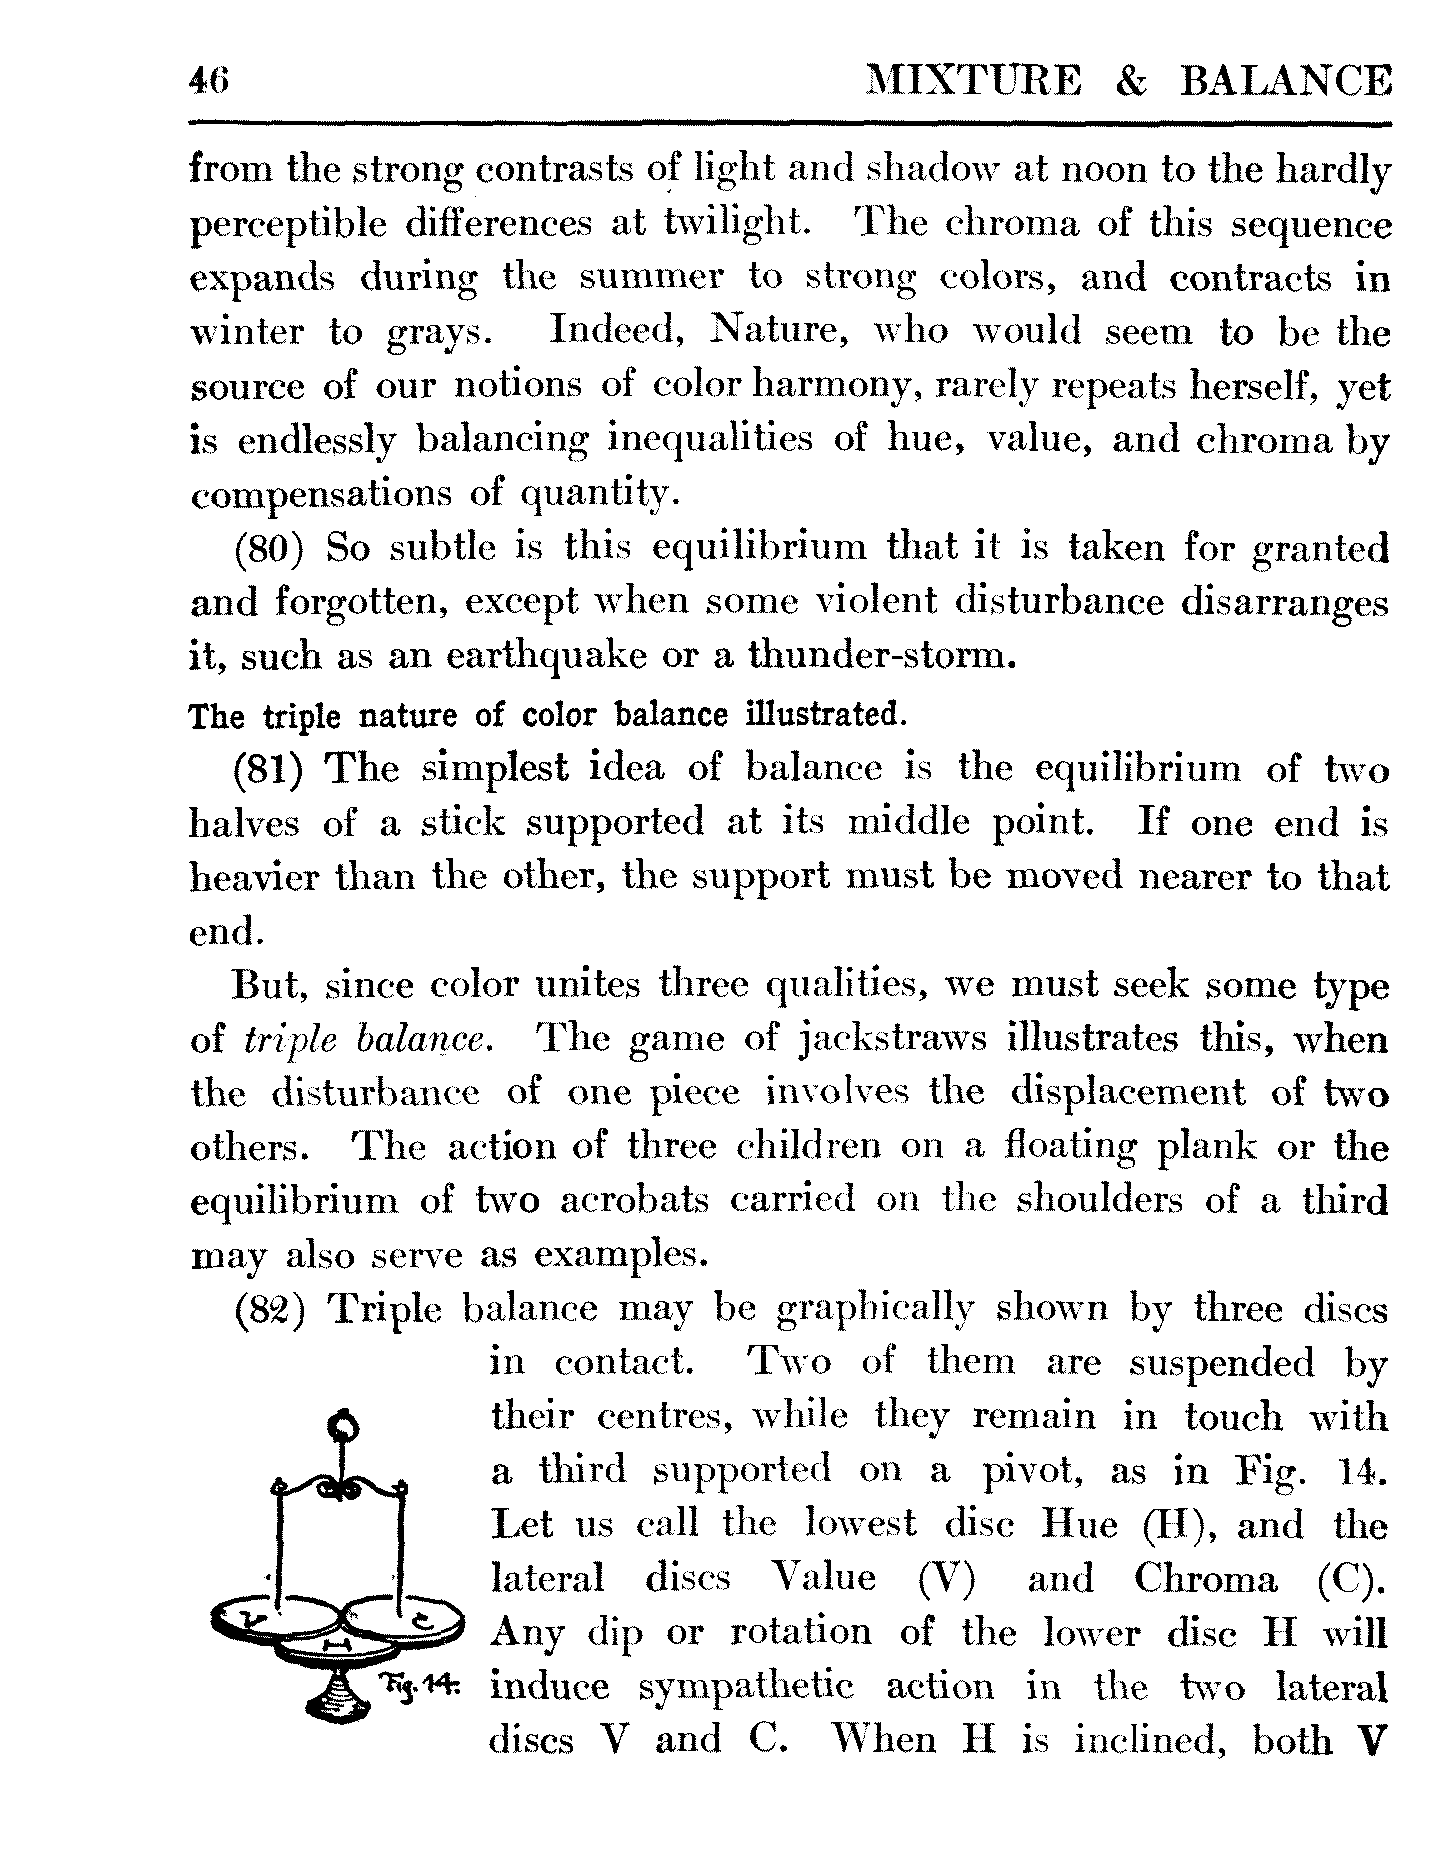 46 MIXTURE & BALANCE
from the strong contrasts of light and shadow at noon to the hardly
perceptible differences at twilight. The chroma of this sequence
expands during the summer to strong colors, and contracts in
winter to grays. Indeed, Nature, who would seem to be the
source of our notions of color harmony, rarely repeats herself, yet
is endlessly balancing inequalities of hue, value, and chroma by
compensations of quantity.
(80) So subtle is this equilibrium that it is taken for granted
and forgotten, except when some violent disturbance disarranges
it, such as an earthquake or a thunder-storm.
The triple nature of color balance illustrated.
(81) The simplest idea of balance is the equilibrium of two
halves of a stick supported at its middle point. If one end is
heavier than the other, the support must be moved nearer to that
end.
But, since color unites three qualities, we must seek some type
of triple balance. The game of jackstraws illustrates this, when
the disturbance of one piece involves the displacement of two
others. The action of three children on a floating plank or the
equilibrium of two acrobats carried on the shoulders of a third
may also serve as examples.
(82) Triple balance may be graphically shown by three discs
in contact. Two of them are suspended by
their centres, while they remain in touch with
a third supported on a pivot, as in Fig. 14.
Let us call the lowest disc Hue (H), and the
lateral discs Value (V) and Chroma (C).
Any dip or rotation of the lower disc H will
induce sympathetic action in the two lateral
discs V and C. When H is inclined, both V
V C
H
Fig. 14.